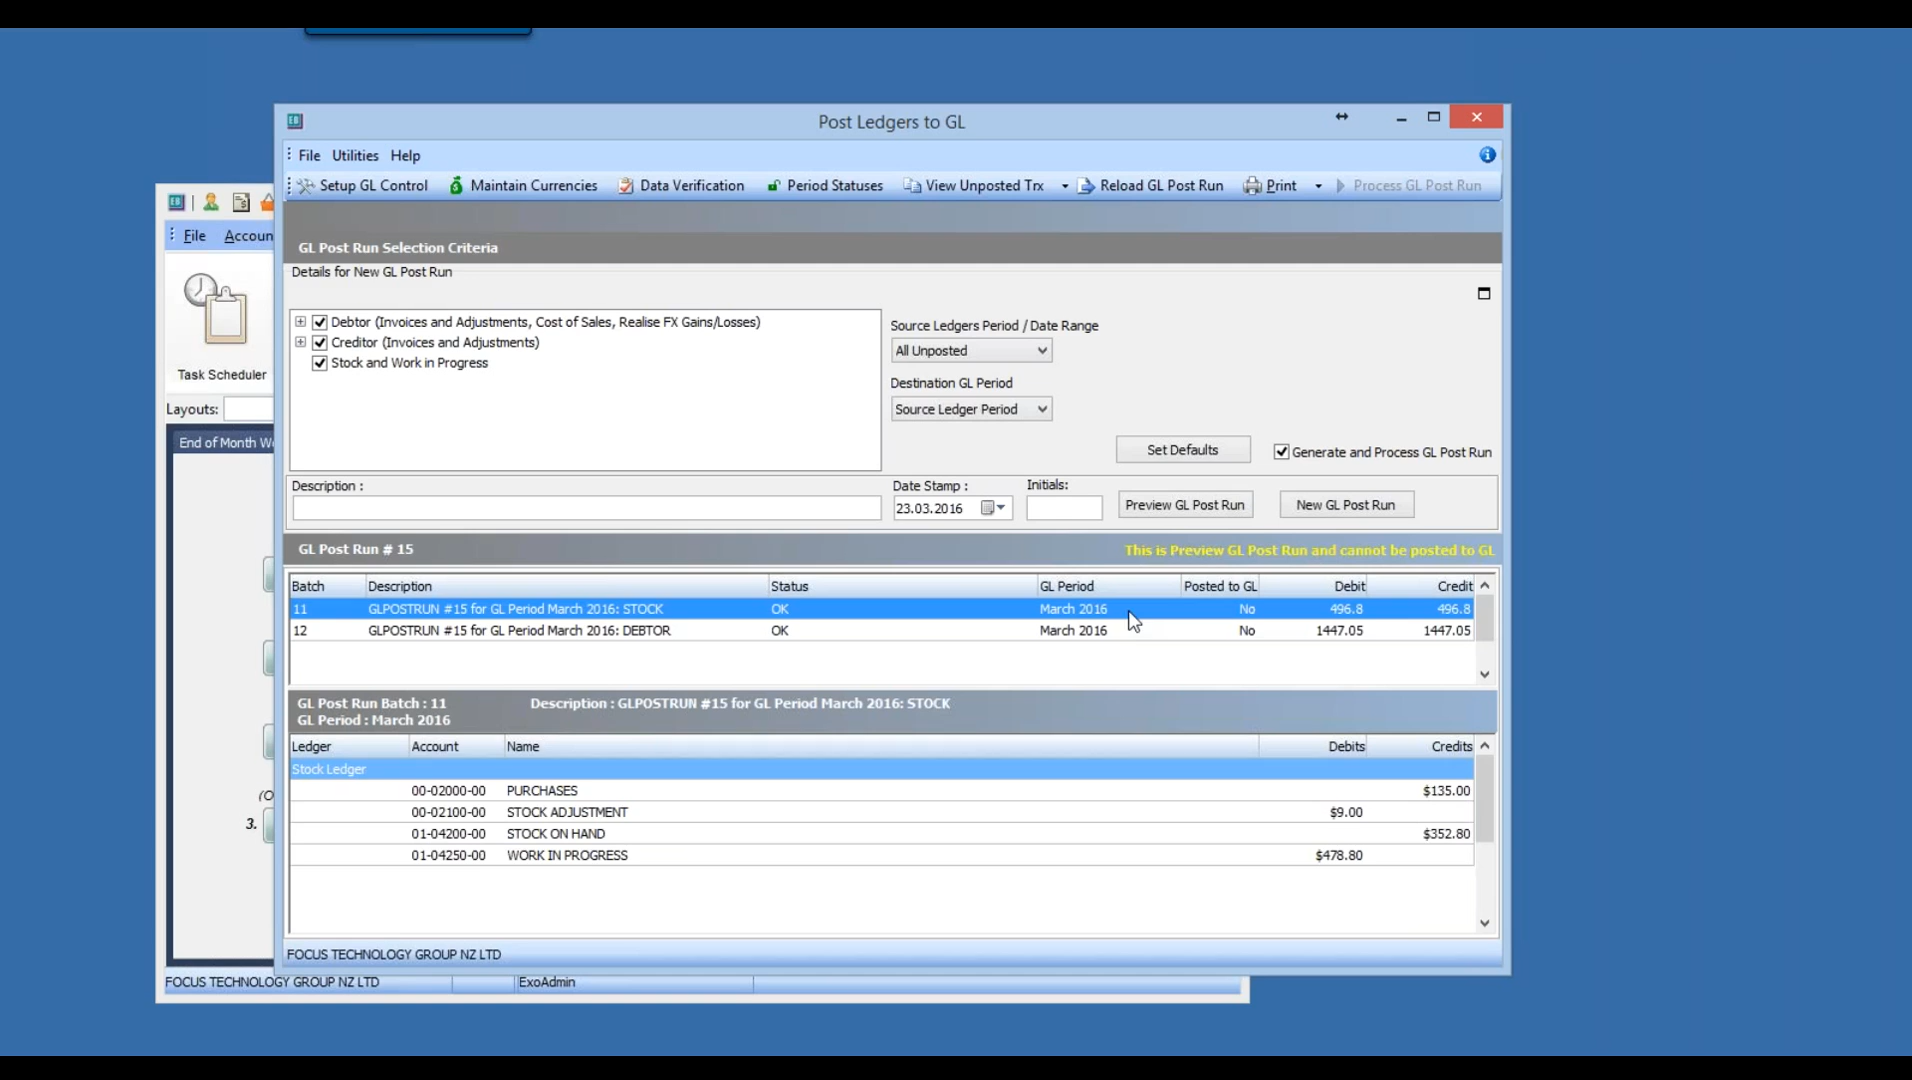 Post Ledgers to GL
File Utilities Help
Setup GL Control Maintain Currencies Data Verification Period Statuses View Unposted Trx Reload GL Post Run Print Process GL Post Run
GL Post Run Selection Criteria
Details for New GL Post Run
Debtor (Invoices and Adjustments, Cost of Sales, Realise FX Gains/Losses)
Creditor (Invoices and Adjustments)
Stock and Work in Progress
Source Ledgers Period / Date Range
All Unposted
Destination GL Period
Source Ledger Period
Set Defaults
Generate and Process GL Post Run
Description :
Date Stamp :
Initials:
23.03.2016
Preview GL Post Run
New GL Post Run
GL Post Run # 15
This is Preview GL Post Run and cannot be posted to GL
Batch Description Status GL Period Posted to GL Debit Credit
11 GLPOSTRUN #15 for GL Period March 2016: STOCK OK March 2016 No 496.8 496.8
12 GLPOSTRUN #15 for GL Period March 2016: DEBTOR OK March 2016 No 1447.05 1447.05
GL Post Run Batch : 11 Description : GLPOSTRUN #15 for GL Period March 2016: STOCK
GL Period : March 2016
Ledger Account Name Debits Credits
Stock Ledger
00-02000-00 PURCHASES $135.00
00-02100-00 STOCK ADJUSTMENT $9.00
01-04200-00 STOCK ON HAND $352.80
01-04250-00 WORK IN PROGRESS $478.80
FOCUS TECHNOLOGY GROUP NZ LTD
File Accoun
Task Scheduler
Layouts:
End of Month W
(O
3.
FOCUS TECHNOLOGY GROUP NZ LTD ExoAdmin